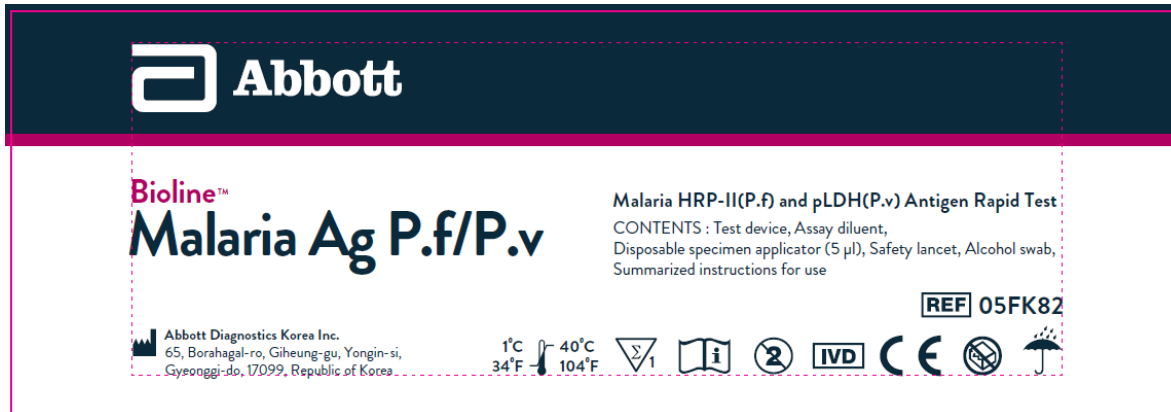 Abbott
Bioline™
Malaria Ag P.f/P.v
Malaria HRP-II(P.f) and pLDH(P.v) Antigen Rapid Test
CONTENTS : Test device, Assay diluent,
Disposable specimen applicator (5 µl), Safety lancet, Alcohol swab,
Summarized instructions for use
REF 05FK82
Abbott Diagnostics Korea Inc.
65, Borahagal-ro, Giheung-gu, Yongin-si,
Gyeonggi-do, 17099, Republic of Korea
1°C 40°C
34°F 104°F
Σ 1
i
2
IVD
CE